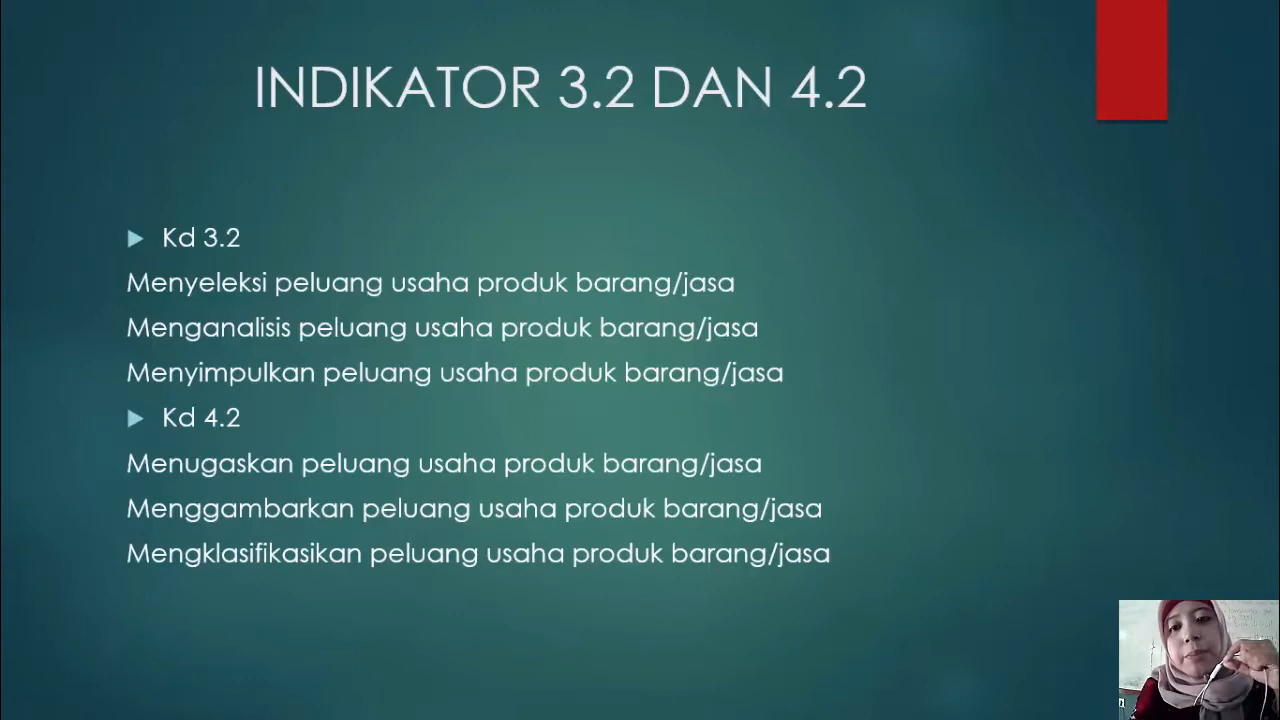 INDIKATOR 3.2 DAN 4.2
Kd 3.2
Menyeleksi peluang usaha produk barang/jasa
Menganalisis peluang usaha produk barang/jasa
Menyimpulkan peluang usaha produk barang/jasa
Kd 4.2
Menugaskan peluang usaha produk barang/jasa
Menggambarkan peluang usaha produk barang/jasa
Mengklasifikasikan peluang usaha produk barang/jasa